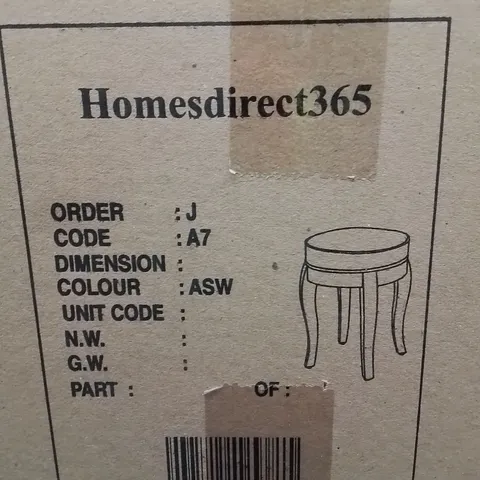 Homesdirect365
ORDER : J
CODE : A7
DIMENSION :
COLOUR : ASW
UNIT CODE :
N.W. :
G.W. :
PART : OF :